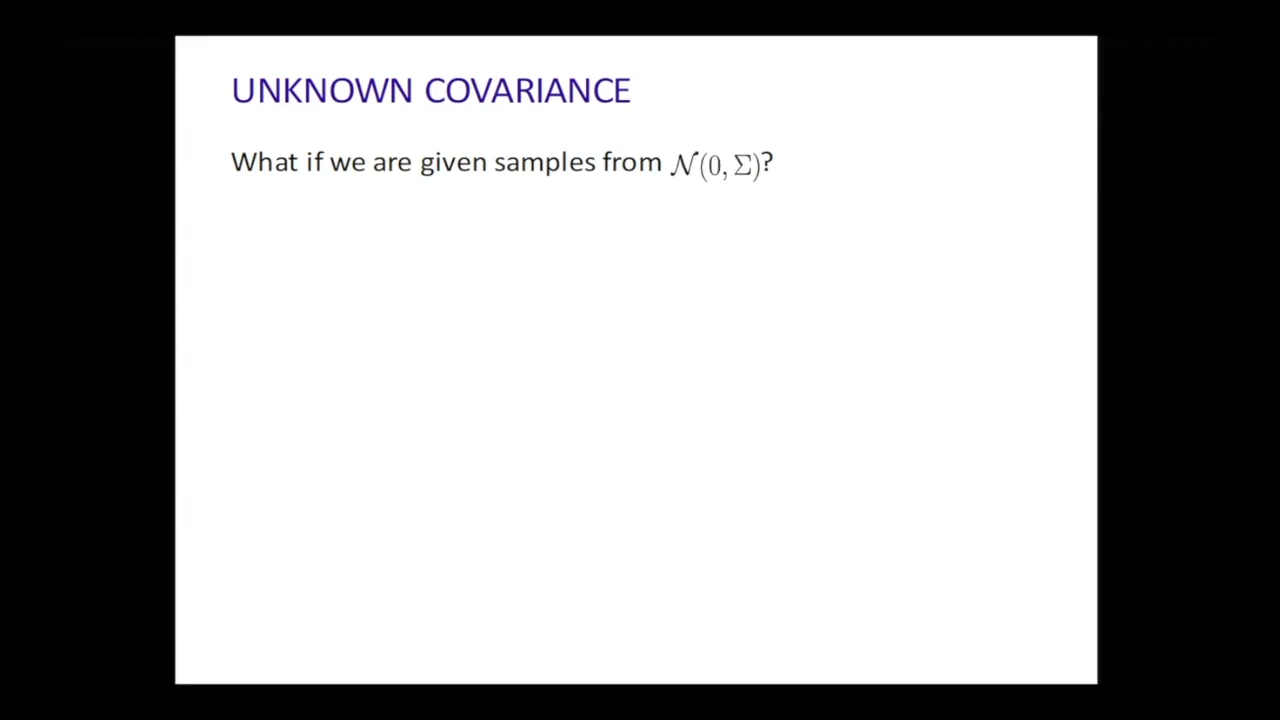 UNKNOWN COVARIANCE
What if we are given samples from 𝒩(0, Σ)?